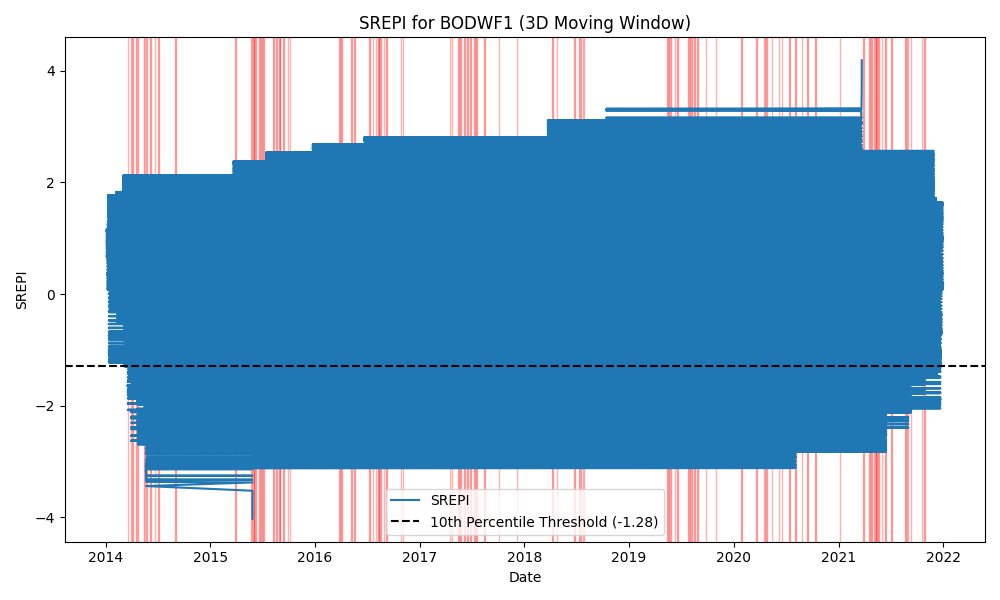 SREPI for BODWF1 (3D Moving Window)
SREPI
4
2
0
−2
−4
SREPI
10th Percentile Threshold (-1.28)
2014 2015 2016 2017 2018 2019 2020 2021 2022
Date